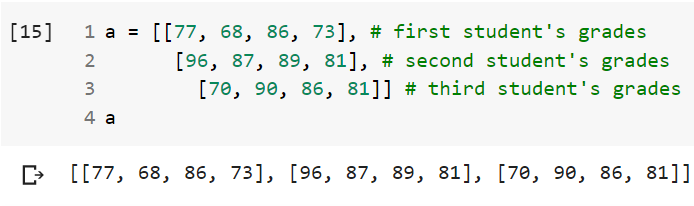 [15] 1 a = [[77, 68, 86, 73], # first student's grades
2 [96, 87, 89, 81], # second student's grades
3 [70, 90, 86, 81]] # third student's grades
4 a
[[77, 68, 86, 73], [96, 87, 89, 81], [70, 90, 86, 81]]